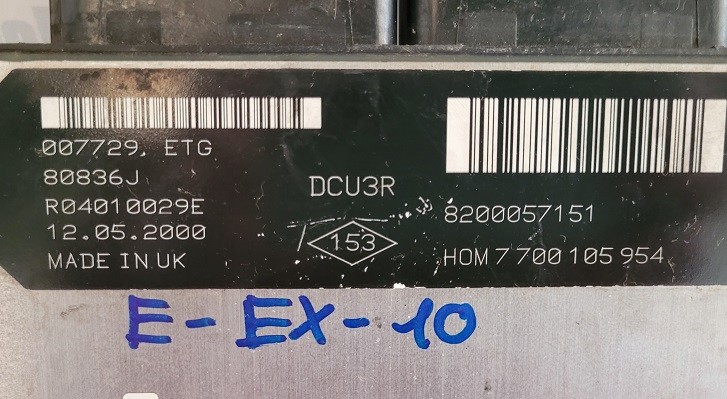 007729, ETG
80836J
R04010029E
12.05.2000
MADE IN UK
DCU3R
153
8200057151
HOM 7 700 105 954
E-EX-10